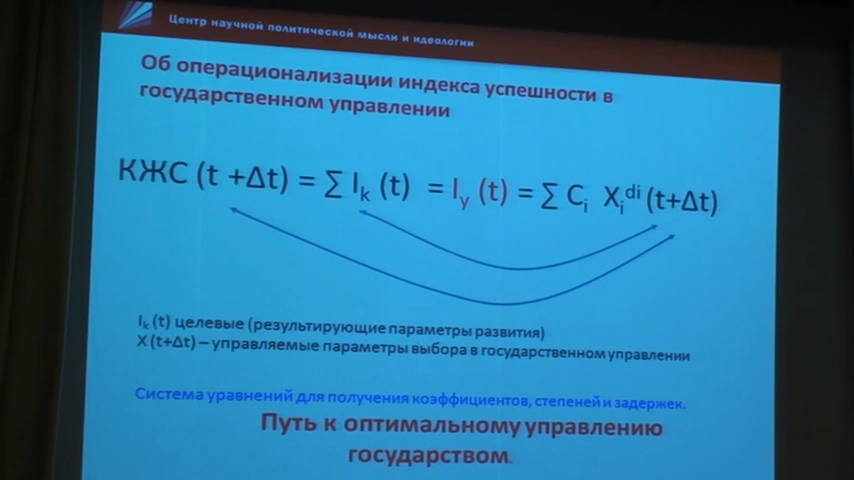 Центр научной политической мысли и идеологии
Об операционализации индекса успешности в
государственном управлении
КЖС (t +Δt) = ∑ Iₖ (t) = Iᵧ (t) = ∑ Cᵢ Xᵢᵈⁱ (t+Δt)
Iₖ (t) целевые (результирующие параметры развития)
X (t+Δt) – управляемые параметры выбора в государственном управлении
Система уравнений для получения коэффициентов, степеней и задержек.
Путь к оптимальному управлению
государством.